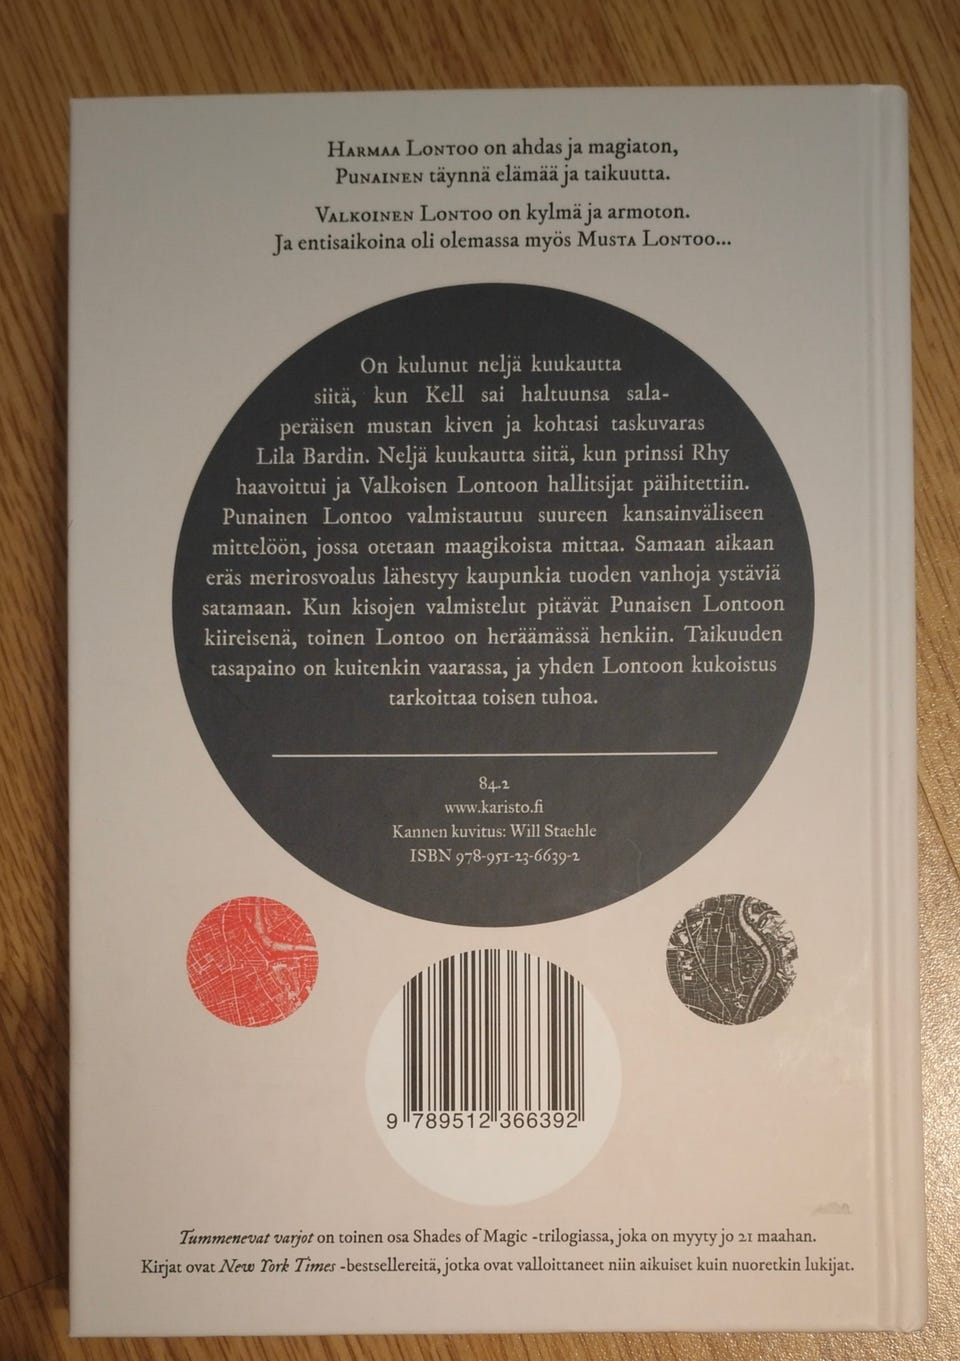 Harmaa Lontoo on ahdas ja magiaton,
Punainen täynnä elämää ja taikuutta.
Valkoinen Lontoo on kylmä ja armoton.
Ja entisaikoina oli olemassa myös Musta Lontoo...
On kulunut neljä kuukautta
siitä, kun Kell sai haltuunsa sala-
peräisen mustan kiven ja kohtasi taskuvaras
Lila Bardin. Neljä kuukautta siitä, kun prinssi Rhy
haavoittui ja Valkoisen Lontoon hallitsijat päihitettiin.
Punainen Lontoo valmistautuu suureen kansainväliseen
mittelöön, jossa otetaan maagikoista mittaa. Samaan aikaan
eräs merirosvoalus lähestyy kaupunkia tuoden vanhoja ystäviä
satamaan. Kun kisojen valmistelut pitävät Punaisen Lontoon
kiireisenä, toinen Lontoo on heräämässä henkiin. Taikuuden
tasapaino on kuitenkin vaarassa, ja yhden Lontoon kukoistus
tarkoittaa toisen tuhoa.
84.2
www.karisto.fi
Kannen kuvitus: Will Staehle
ISBN 978-951-23-6639-2
9 789512 366392
Tummenevat varjot on toinen osa Shades of Magic -trilogiassa, joka on myyty jo 21 maahan.
Kirjat ovat New York Times -bestsellereitä, jotka ovat valloittaneet niin aikuiset kuin nuoretkin lukijat.